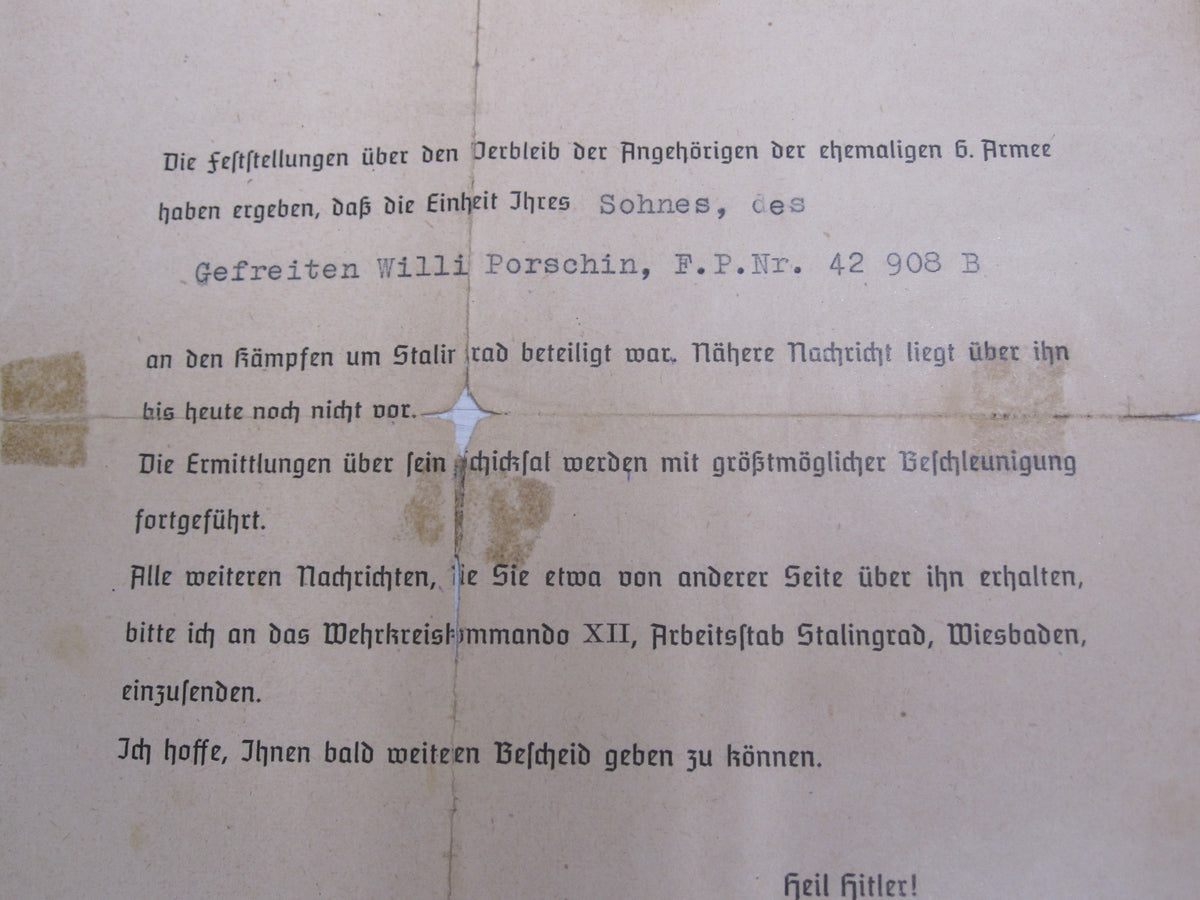 Die Feststellungen über den Verbleib der Angehörigen der ehemaligen 6. Armee
haben ergeben, daß die Einheit Ihres Sohnes, des
Gefreiten Willi Porschin, F.P.Nr. 42 908 B
an den Kämpfen um Stalingrad beteiligt war. Nähere Nachricht liegt über ihn
bis heute noch nicht vor.
Die Ermittlungen über sein Schicksal werden mit größtmöglicher Beschleunigung
fortgeführt.
Alle weiteren Nachrichten, die Sie etwa von anderer Seite über ihn erhalten,
bitte ich an das Wehrkreiskommando XII, Arbeitsstab Stalingrad, Wiesbaden,
einzusenden.
Ich hoffe, Ihnen bald weiteren Bescheid geben zu können.
Heil Hitler!